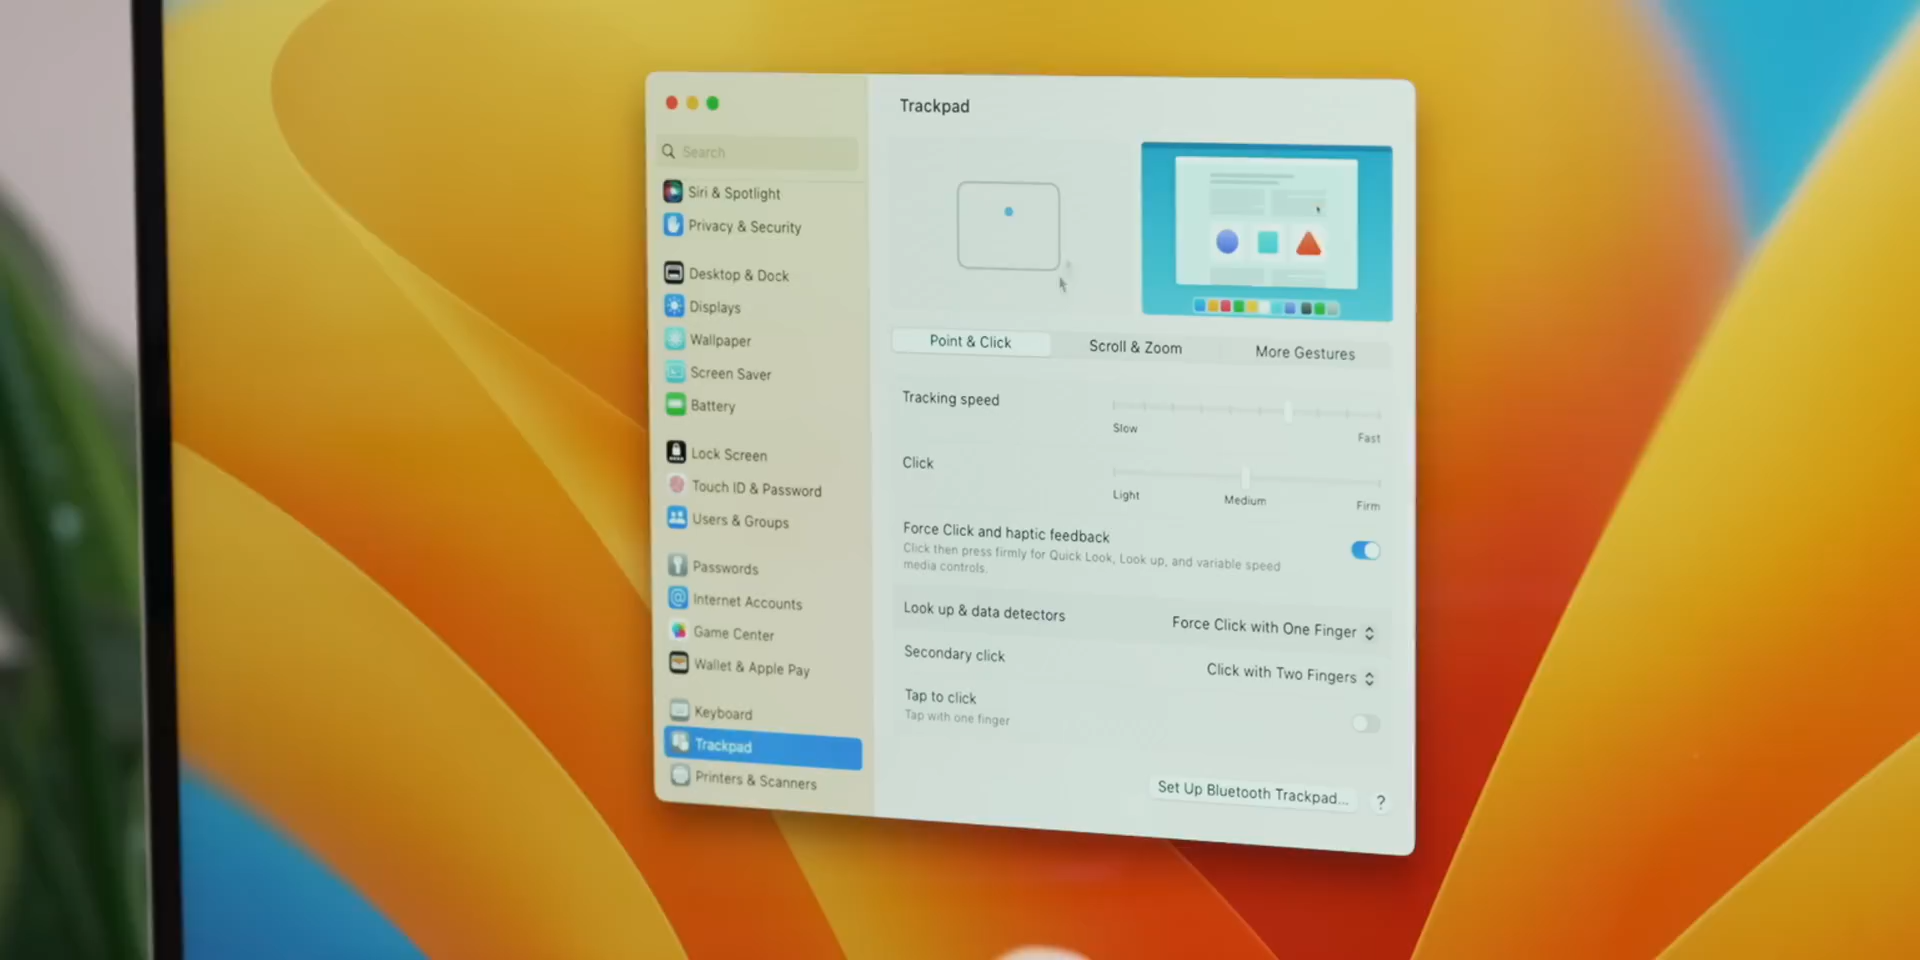 Trackpad
Search
Siri & Spotlight
Privacy & Security
Desktop & Dock
Displays
Wallpaper
Screen Saver
Battery
Lock Screen
Touch ID & Password
Users & Groups
Passwords
Internet Accounts
Game Center
Wallet & Apple Pay
Keyboard
Trackpad
Printers & Scanners
Point & Click
Scroll & Zoom
More Gestures
Tracking speed
Slow
Fast
Click
Light
Medium
Firm
Force Click and haptic feedback
Click then press firmly for Quick Look, Look up, and variable speed
media controls.
Look up & data detectors
Force Click with One Finger
Secondary click
Click with Two Fingers
Tap to click
Tap with one finger
Set Up Bluetooth Trackpad...
?